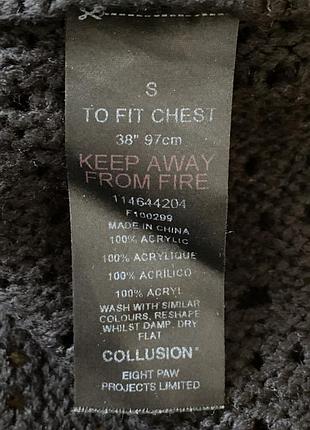 S
TO FIT CHEST
38" 97cm
KEEP AWAY
FROM FIRE
114644204
F100299
MADE IN CHINA
100% ACRYLIC
100% ACRYLIQUE
100% ACRÍLICO
100% ACRYL
WASH WITH SIMILAR
COLOURS, RESHAPE
WHILST DAMP, DRY
FLAT
COLLUSION®
EIGHT PAW
PROJECTS LIMITED